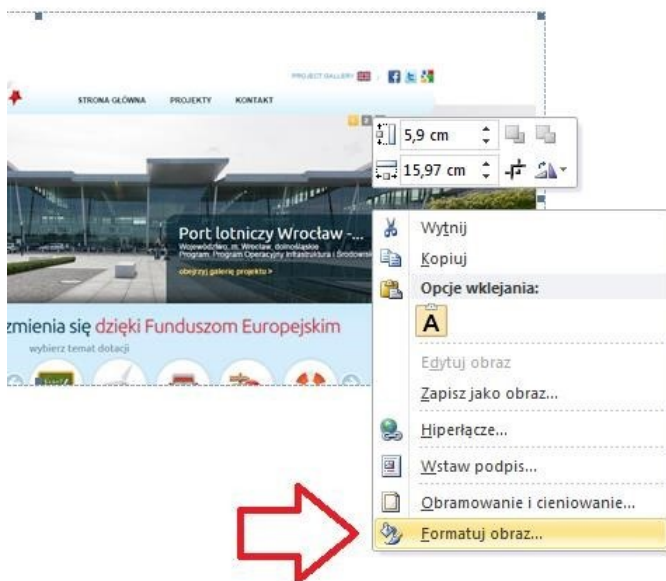 PROJECT GALLERY
STRONA GŁÓWNA PROJEKTY KONTAKT
5,9 cm
15,97 cm
Port lotniczy Wrocław -...
Województwo, m. Wrocław, dolnośląskie
Program, Program Operacyjny Infrastruktura i Środowis
obejrzyj galerię projektu >
zmienia się dzięki Funduszom Europejskim
wybierz temat dotacji
Wytnij
Kopiuj
Opcje wklejania:
A
Edytuj obraz
Zapisz jako obraz...
Hiperłącze...
Wstaw podpis...
Obramowanie i cieniowanie...
Formatuj obraz...